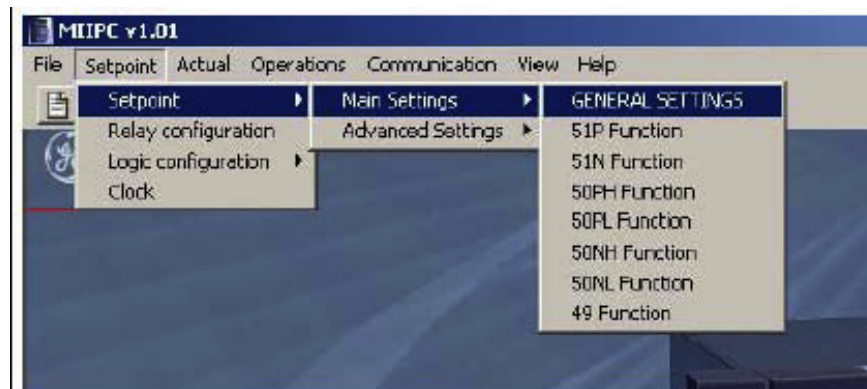 MIIPC v1.01
File Setpoint Actual Operations Communication View Help
Setpoint
Relay configuration
Logic configuration
Clock
Main Settings
Advanced Settings
GENERAL SETTINGS
51P Function
51N Function
50PH Function
50PL Function
50NH Function
50NL Function
49 Function